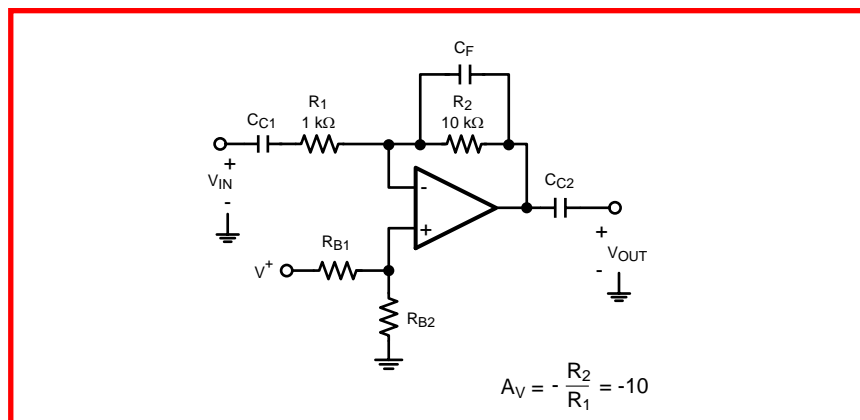 CF
R1
1 kΩ
R2
10 kΩ
CC1
+
VIN
-
-
+
CC2
+
VOUT
-
RB1
V+
RB2
AV = - R2/R1 = -10